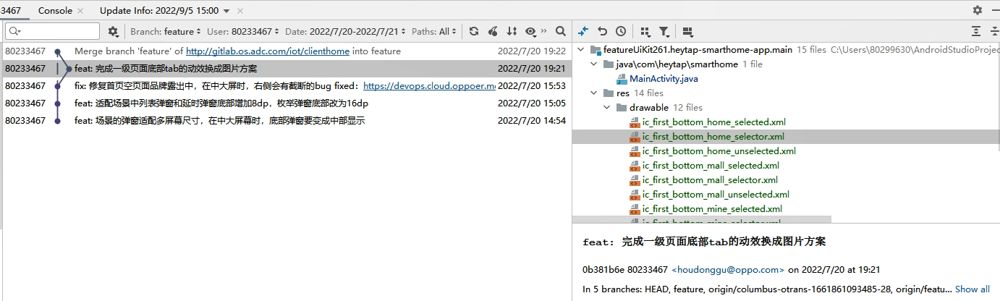 33467 Console Update Info: 2022/9/5 15:00
Branch: feature User: 80233467 Date: 2022/7/20-2022/7/21 Paths: All
80233467 Merge branch 'feature' of http://gitlab.os.adc.com/iot/clienthome into feature 2022/7/20 19:22
80233467 feat: 完成一级页面底部tab的动效换成图片方案 2022/7/20 19:21
80233467 fix: 修复首页空页面品牌露出中，在中大屏时，右侧会有截断的bug fixed：https://devops.cloud.oppoer.me 2022/7/20 15:53
80233467 feat: 适配场景中列表弹窗和延时弹窗底部增加8dp，枚举弹窗底部改为16dp 2022/7/20 15:05
80233467 feat: 场景的弹窗适配多屏幕尺寸，在中大屏幕时，底部弹窗要变成中部显示 2022/7/20 14:54
featureUiKit261.heytap-smarthome-app.main 15 files C:\Users\80299630\AndroidStudioProjec
java\com\heytap\smarthome 1 file
MainActivity.java
res 14 files
drawable 12 files
ic_first_bottom_home_selected.xml
ic_first_bottom_home_selector.xml
ic_first_bottom_home_unselected.xml
ic_first_bottom_mall_selected.xml
ic_first_bottom_mall_selector.xml
ic_first_bottom_mall_unselected.xml
ic_first_bottom_mine_selected.xml
ic_first_bottom_mine_selector.xml
feat: 完成一级页面底部tab的动效换成图片方案
0b381b6e 80233467 <houdonggu@oppo.com> on 2022/7/20 at 19:21
In 5 branches: HEAD, feature, origin/columbus-otrans-1661861093485-28, origin/featu... Show all